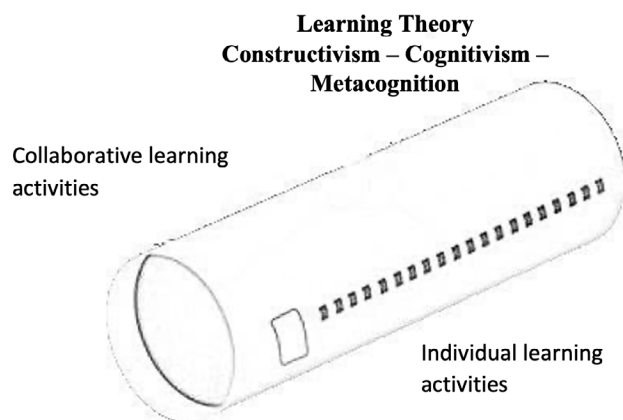 Learning Theory
Constructivism – Cognitivism –
Metacognition
Collaborative learning
activities
Individual learning
activities